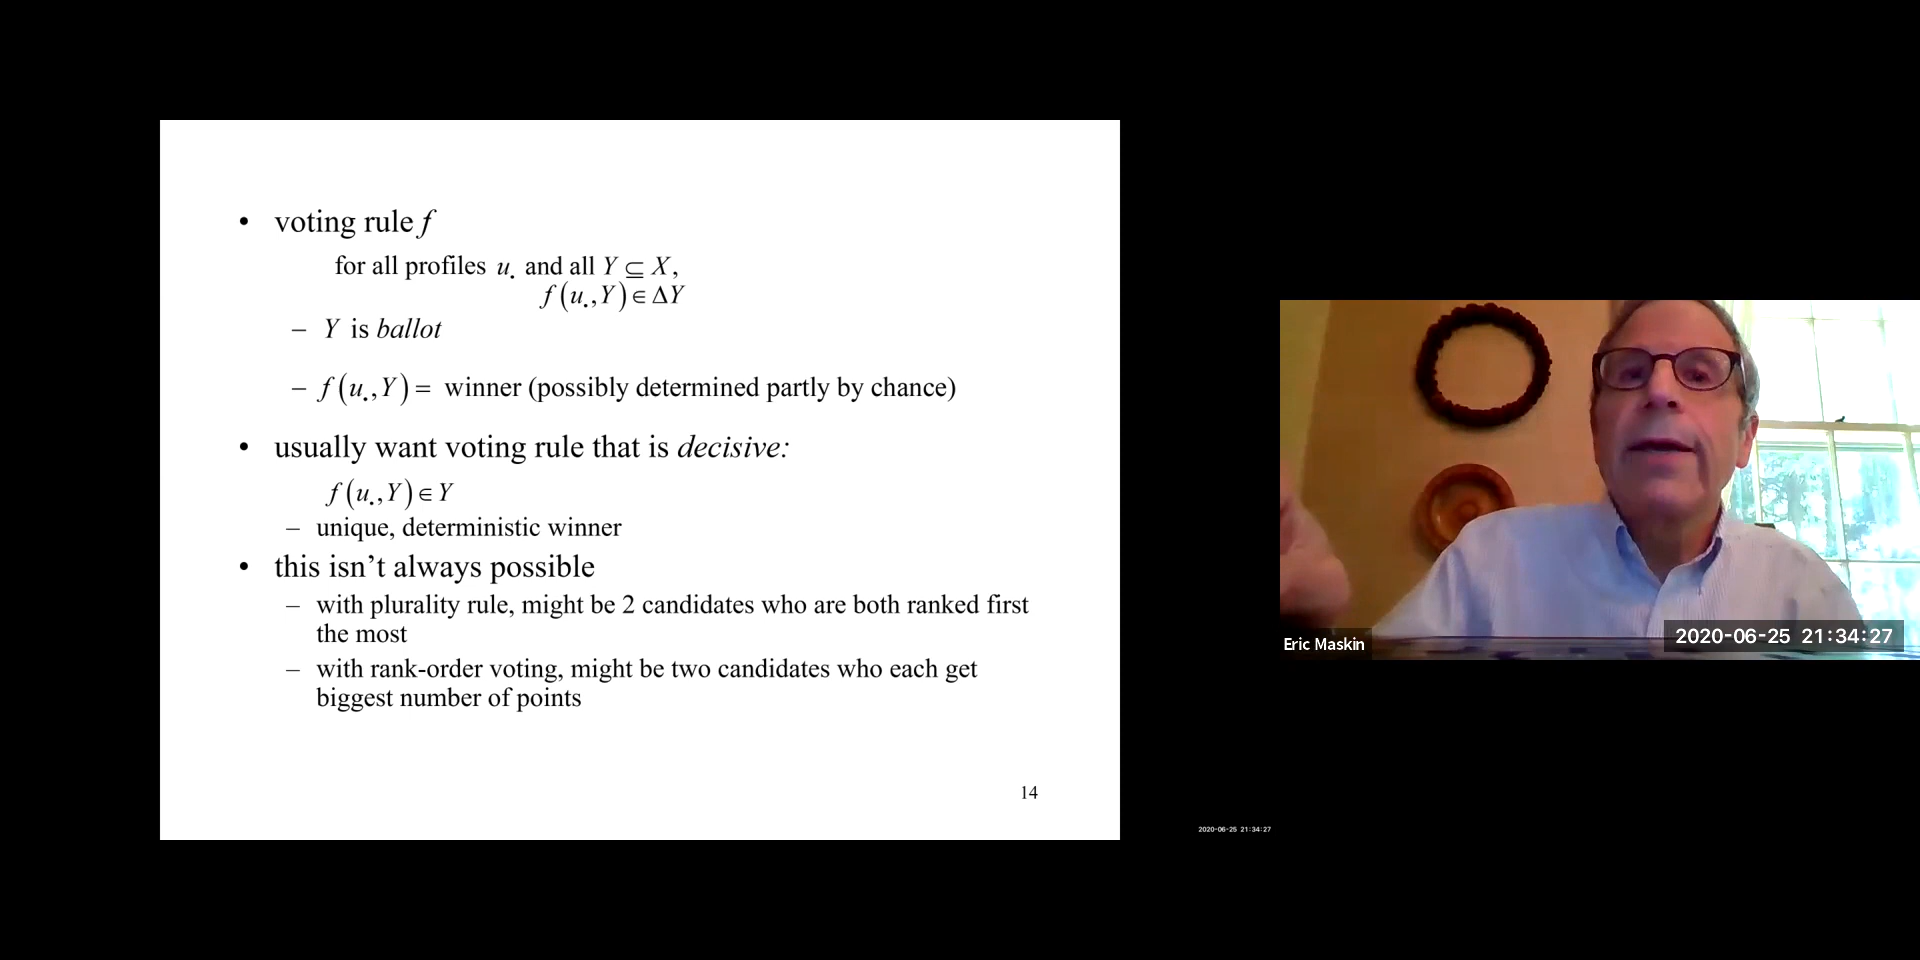 • voting rule f
for all profiles u. and all Y ⊆ X,
f(u.,Y) ∈ ΔY
– Y is ballot
– f(u.,Y) = winner (possibly determined partly by chance)
• usually want voting rule that is decisive:
f(u.,Y) ∈ Y
– unique, deterministic winner
• this isn’t always possible
– with plurality rule, might be 2 candidates who are both ranked first
the most
– with rank-order voting, might be two candidates who each get
biggest number of points
14
Eric Maskin
2020-06-25 21:34:27
2020-06-25 21:34:27